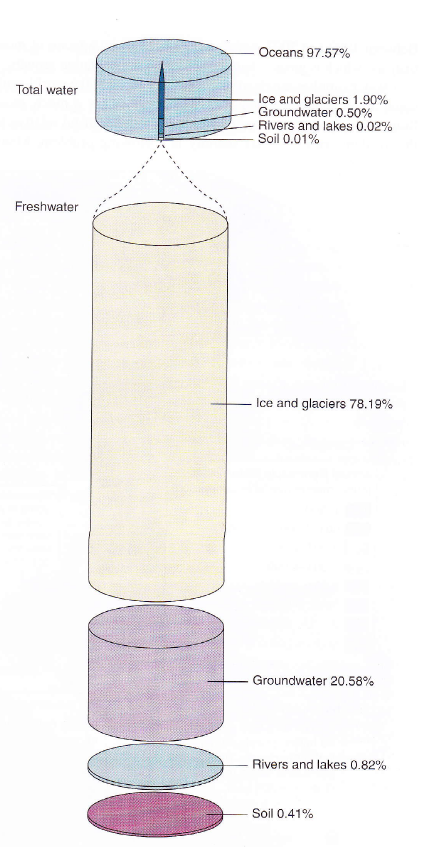 Oceans 97.57%
Total water
Ice and glaciers 1.90%
Groundwater 0.50%
Rivers and lakes 0.02%
Soil 0.01%
Freshwater
Ice and glaciers 78.19%
Groundwater 20.58%
Rivers and lakes 0.82%
Soil 0.41%